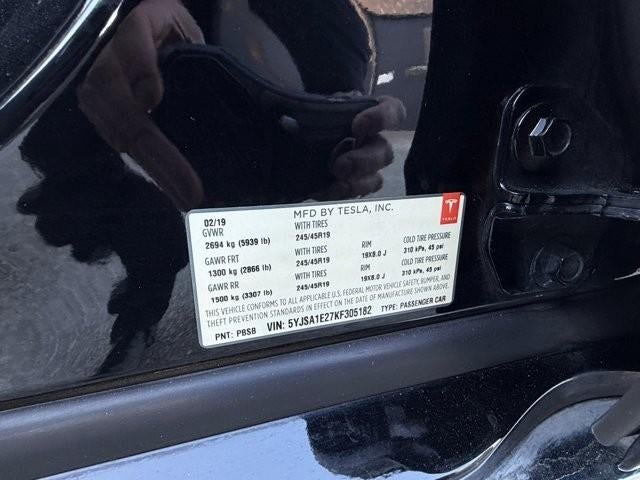 02/19 MFD BY TESLA, INC.
GVWR WITH TIRES
2694 kg (5939 lb) 245/45R19 RIM COLD TIRE PRESSURE
GAWR FRT WITH TIRES 19X8.0 J 310 kPa, 45 psi
1300 kg (2866 lb) 245/45R19 RIM COLD TIRE PRESSURE
GAWR RR WITH TIRES 19X8.0 J 310 kPa, 45 psi
1500 kg (3307 lb) 245/45R19
THIS VEHICLE CONFORMS TO ALL APPLICABLE U.S. FEDERAL MOTOR VEHICLE SAFETY, BUMPER, AND
THEFT PREVENTION STANDARDS IN EFFECT ON THE DATE OF MANUFACTURE SHOWN ABOVE.
PNT: PBSB VIN: 5YJSA1E27KF305182 TYPE: PASSENGER CAR